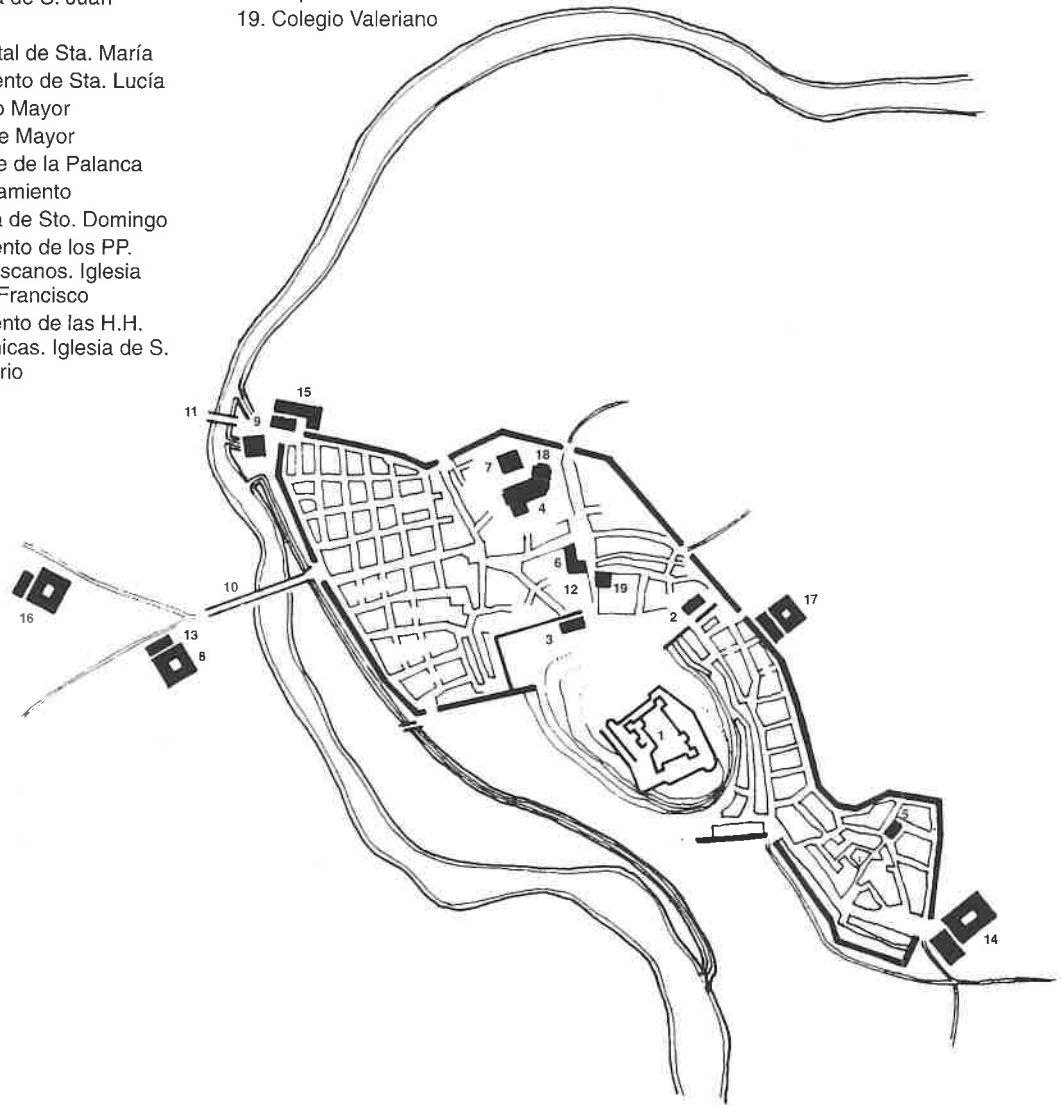 a de S. Juan
tal de Sta. María
ento de Sta. Lucía
o Mayor
e Mayor
e de la Palanca
amiento
a de Sto. Domingo
ento de los PP.
scanos. Iglesia
Francisco
ento de las H.H.
nicas. Iglesia de S.
rio
19. Colegio Valeriano
15
11
9
7
18
4
10
6
12
19
16
2
17
13
8
3
5
14